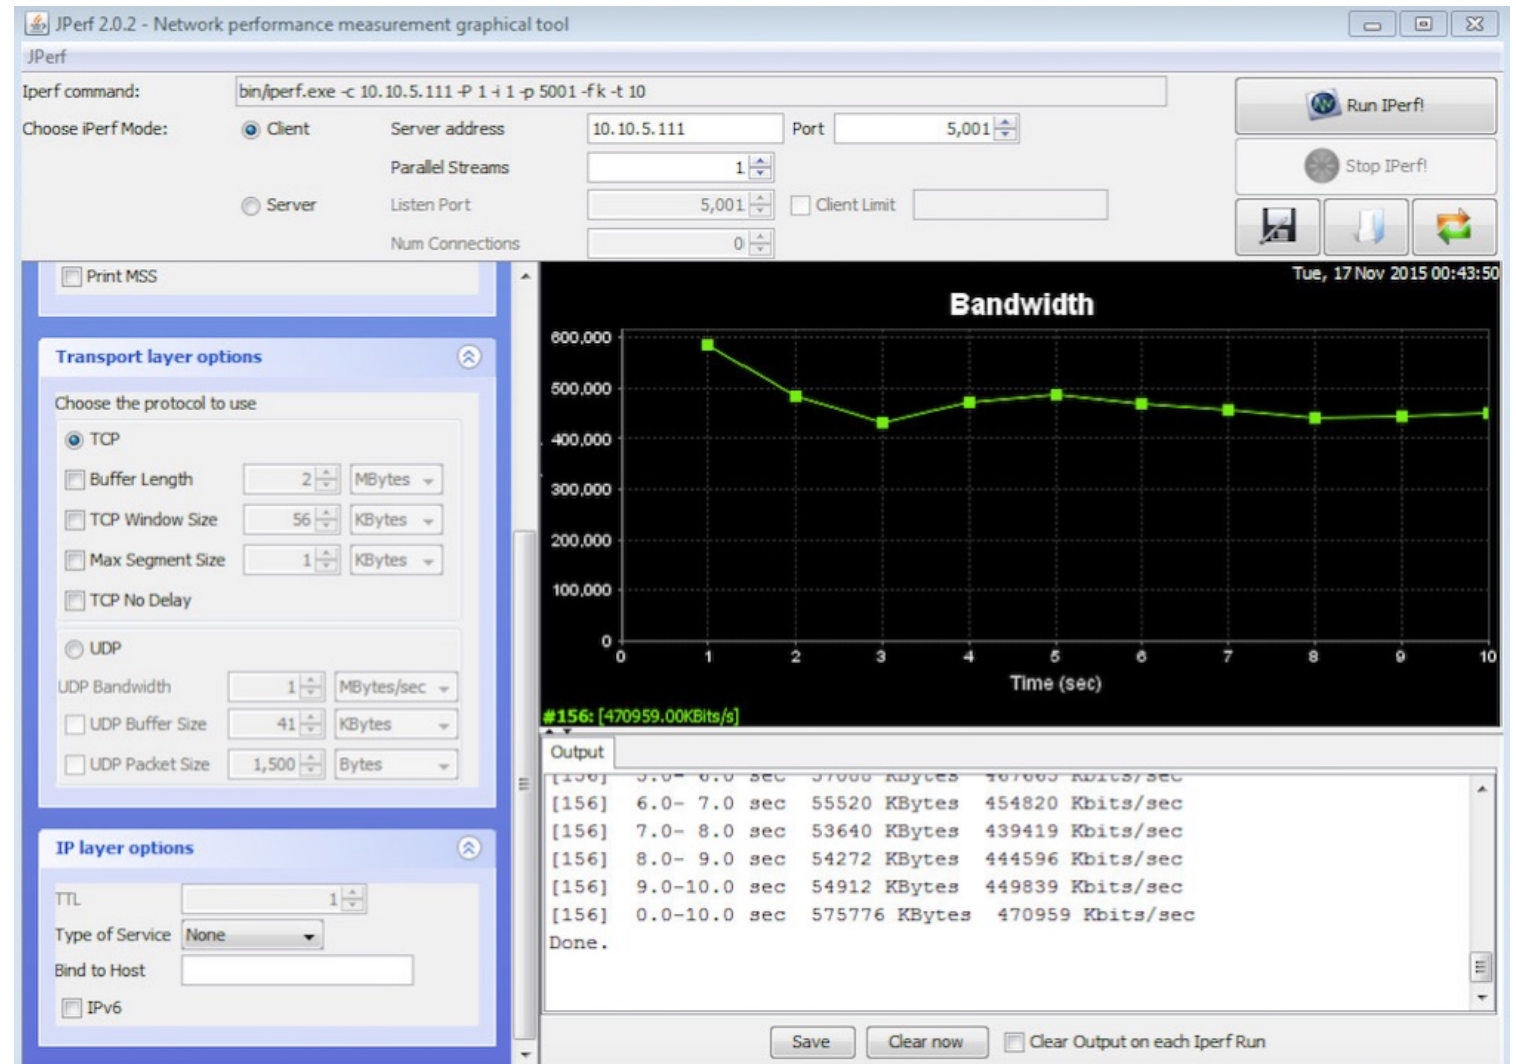 JPerf 2.0.2 - Network performance measurement graphical tool
JPerf
Iperf command: bin/iperf.exe -c 10.10.5.111 -P 1 -i 1 -p 5001 -f k -t 10
Run IPerf!
Choose iPerf Mode: Client Server address 10.10.5.111 Port 5,001
Parallel Streams 1
Stop IPerf!
Server Listen Port 5,001 Client Limit
Num Connections 0
Print MSS
Transport layer options
Choose the protocol to use
TCP
Buffer Length 2 MBytes
TCP Window Size 56 KBytes
Max Segment Size 1 KBytes
TCP No Delay
UDP
UDP Bandwidth 1 MBytes/sec
UDP Buffer Size 41 KBytes
UDP Packet Size 1,500 Bytes
IP layer options
TTL 1
Type of Service None
Bind to Host
IPv6
Tue, 17 Nov 2015 00:43:50
Bandwidth
600,000
500,000
400,000
300,000
200,000
100,000
0
0 1 2 3 4 5 6 7 8 9 10
Time (sec)
#156: [470959.00KBits/s]
Output
[156] 5.0- 6.0 sec 57088 KBytes 467665 Kbits/sec
[156] 6.0- 7.0 sec 55520 KBytes 454820 Kbits/sec
[156] 7.0- 8.0 sec 53640 KBytes 439419 Kbits/sec
[156] 8.0- 9.0 sec 54272 KBytes 444596 Kbits/sec
[156] 9.0-10.0 sec 54912 KBytes 449839 Kbits/sec
[156] 0.0-10.0 sec 575776 KBytes 470959 Kbits/sec
Done.
Save Clear now Clear Output on each Iperf Run